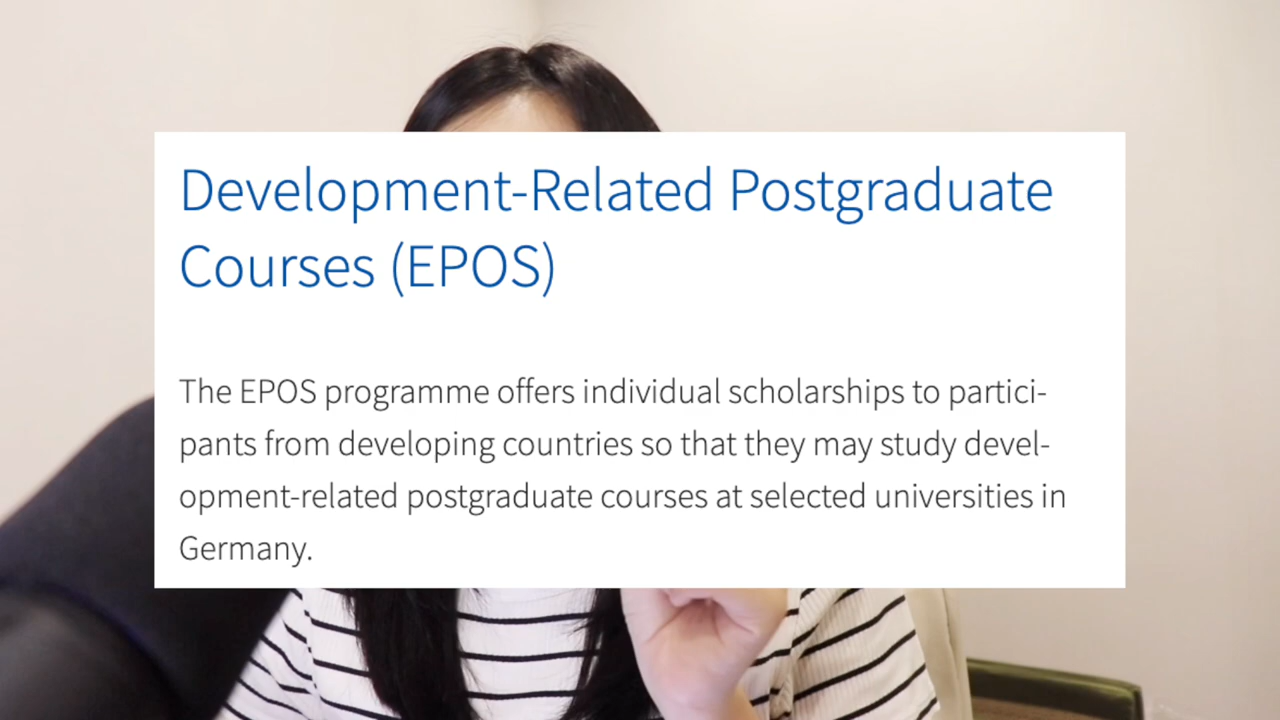 Development-Related Postgraduate
Courses (EPOS)
The EPOS programme offers individual scholarships to partici-
pants from developing countries so that they may study devel-
opment-related postgraduate courses at selected universities in
Germany.